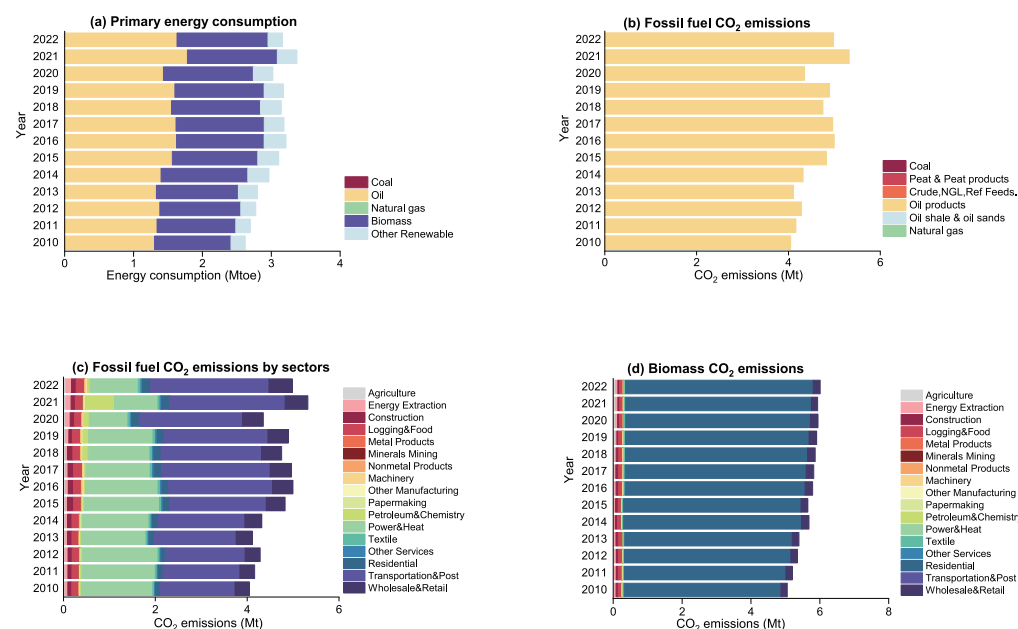 (a) Primary energy consumption
2022
2021
2020
2019
2018
2017
2016
2015
2014
2013
2012
2011
2010
Year
0 1 2 3 4
Energy consumption (Mtoe)
Coal
Oil
Natural gas
Biomass
Other Renewable
(b) Fossil fuel CO₂ emissions
2022
2021
2020
2019
2018
2017
2016
2015
2014
2013
2012
2011
2010
Year
0 2 4 6
CO₂ emissions (Mt)
Coal
Peat & Peat products
Crude,NGL,Ref Feeds.
Oil products
Oil shale & oil sands
Natural gas
(c) Fossil fuel CO₂ emissions by sectors
2022
2021
2020
2019
2018
2017
2016
2015
2014
2013
2012
2011
2010
Year
0 2 4 6
CO₂ emissions (Mt)
Agriculture
Energy Extraction
Construction
Logging&Food
Metal Products
Minerals Mining
Nonmetal Products
Machinery
Other Manufacturing
Papermaking
Petroleum&Chemistry
Power&Heat
Textile
Other Services
Residential
Transportation&Post
Wholesale&Retail
(d) Biomass CO₂ emissions
2022
2021
2020
2019
2018
2017
2016
2015
2014
2013
2012
2011
2010
Year
0 2 4 6 8
CO₂ emissions (Mt)
Agriculture
Energy Extraction
Construction
Logging&Food
Metal Products
Minerals Mining
Nonmetal Products
Machinery
Other Manufacturing
Papermaking
Petroleum&Chemistr
Power&Heat
Textile
Other Services
Residential
Transportation&Post
Wholesale&Retail